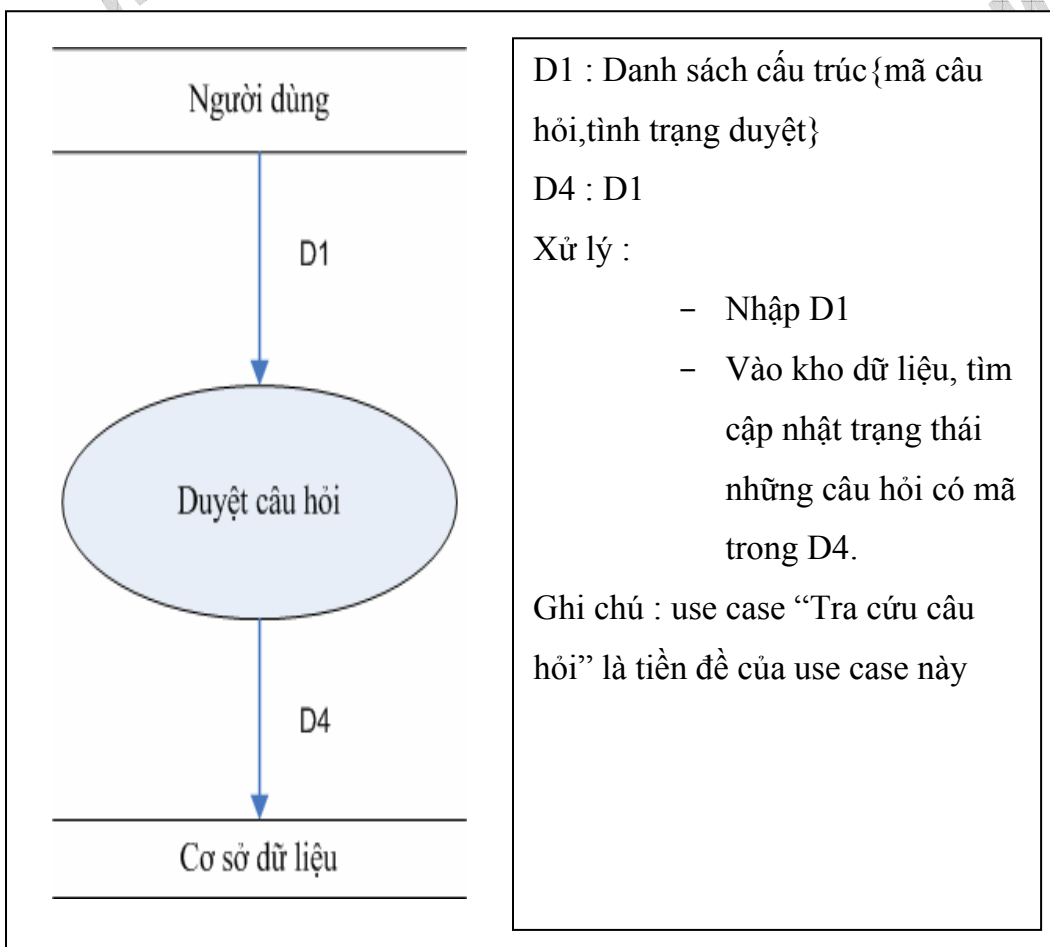 Người dùng
D1
Duyệt câu hỏi
D4
Cơ sở dữ liệu
D1 : Danh sách cấu trúc{mã câu
hỏi,tình trạng duyệt}
D4 : D1
Xử lý :
- Nhập D1
- Vào kho dữ liệu, tìm
cập nhật trạng thái
những câu hỏi có mã
trong D4.
Ghi chú : use case “Tra cứu câu
hỏi” là tiền đề của use case này